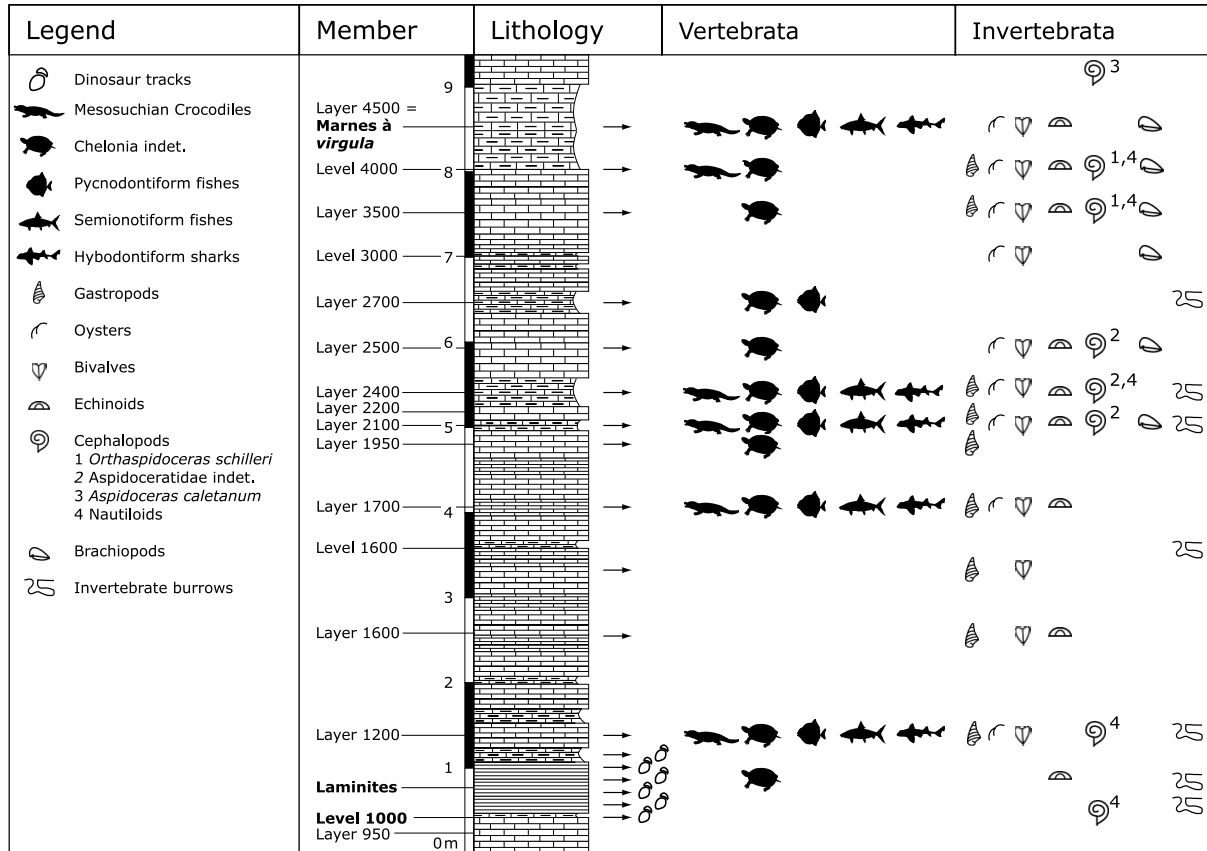 Legend
Member
Lithology
Vertebrata
Invertebrata
Dinosaur tracks
Mesosuchian Crocodiles
Chelonia indet.
Pycnodontiform fishes
Semionotiform fishes
Hybodontiform sharks
Gastropods
Oysters
Bivalves
Echinoids
Cephalopods
1 Orthaspidoceras schilleri
2 Aspidoceratidae indet.
3 Aspidoceras caletanum
4 Nautiloids
Brachiopods
Invertebrate burrows
Layer 4500 =
Marnes à
virgula
Level 4000
Layer 3500
Level 3000
Layer 2700
Layer 2500
Layer 2400
Layer 2200
Layer 2100
Layer 1950
Layer 1700
Level 1600
Layer 1600
Layer 1200
Laminites
Level 1000
Layer 950
9
8
7
6
5
4
3
2
1
0m
3
1,4
1,4
2
2,4
2
4
4